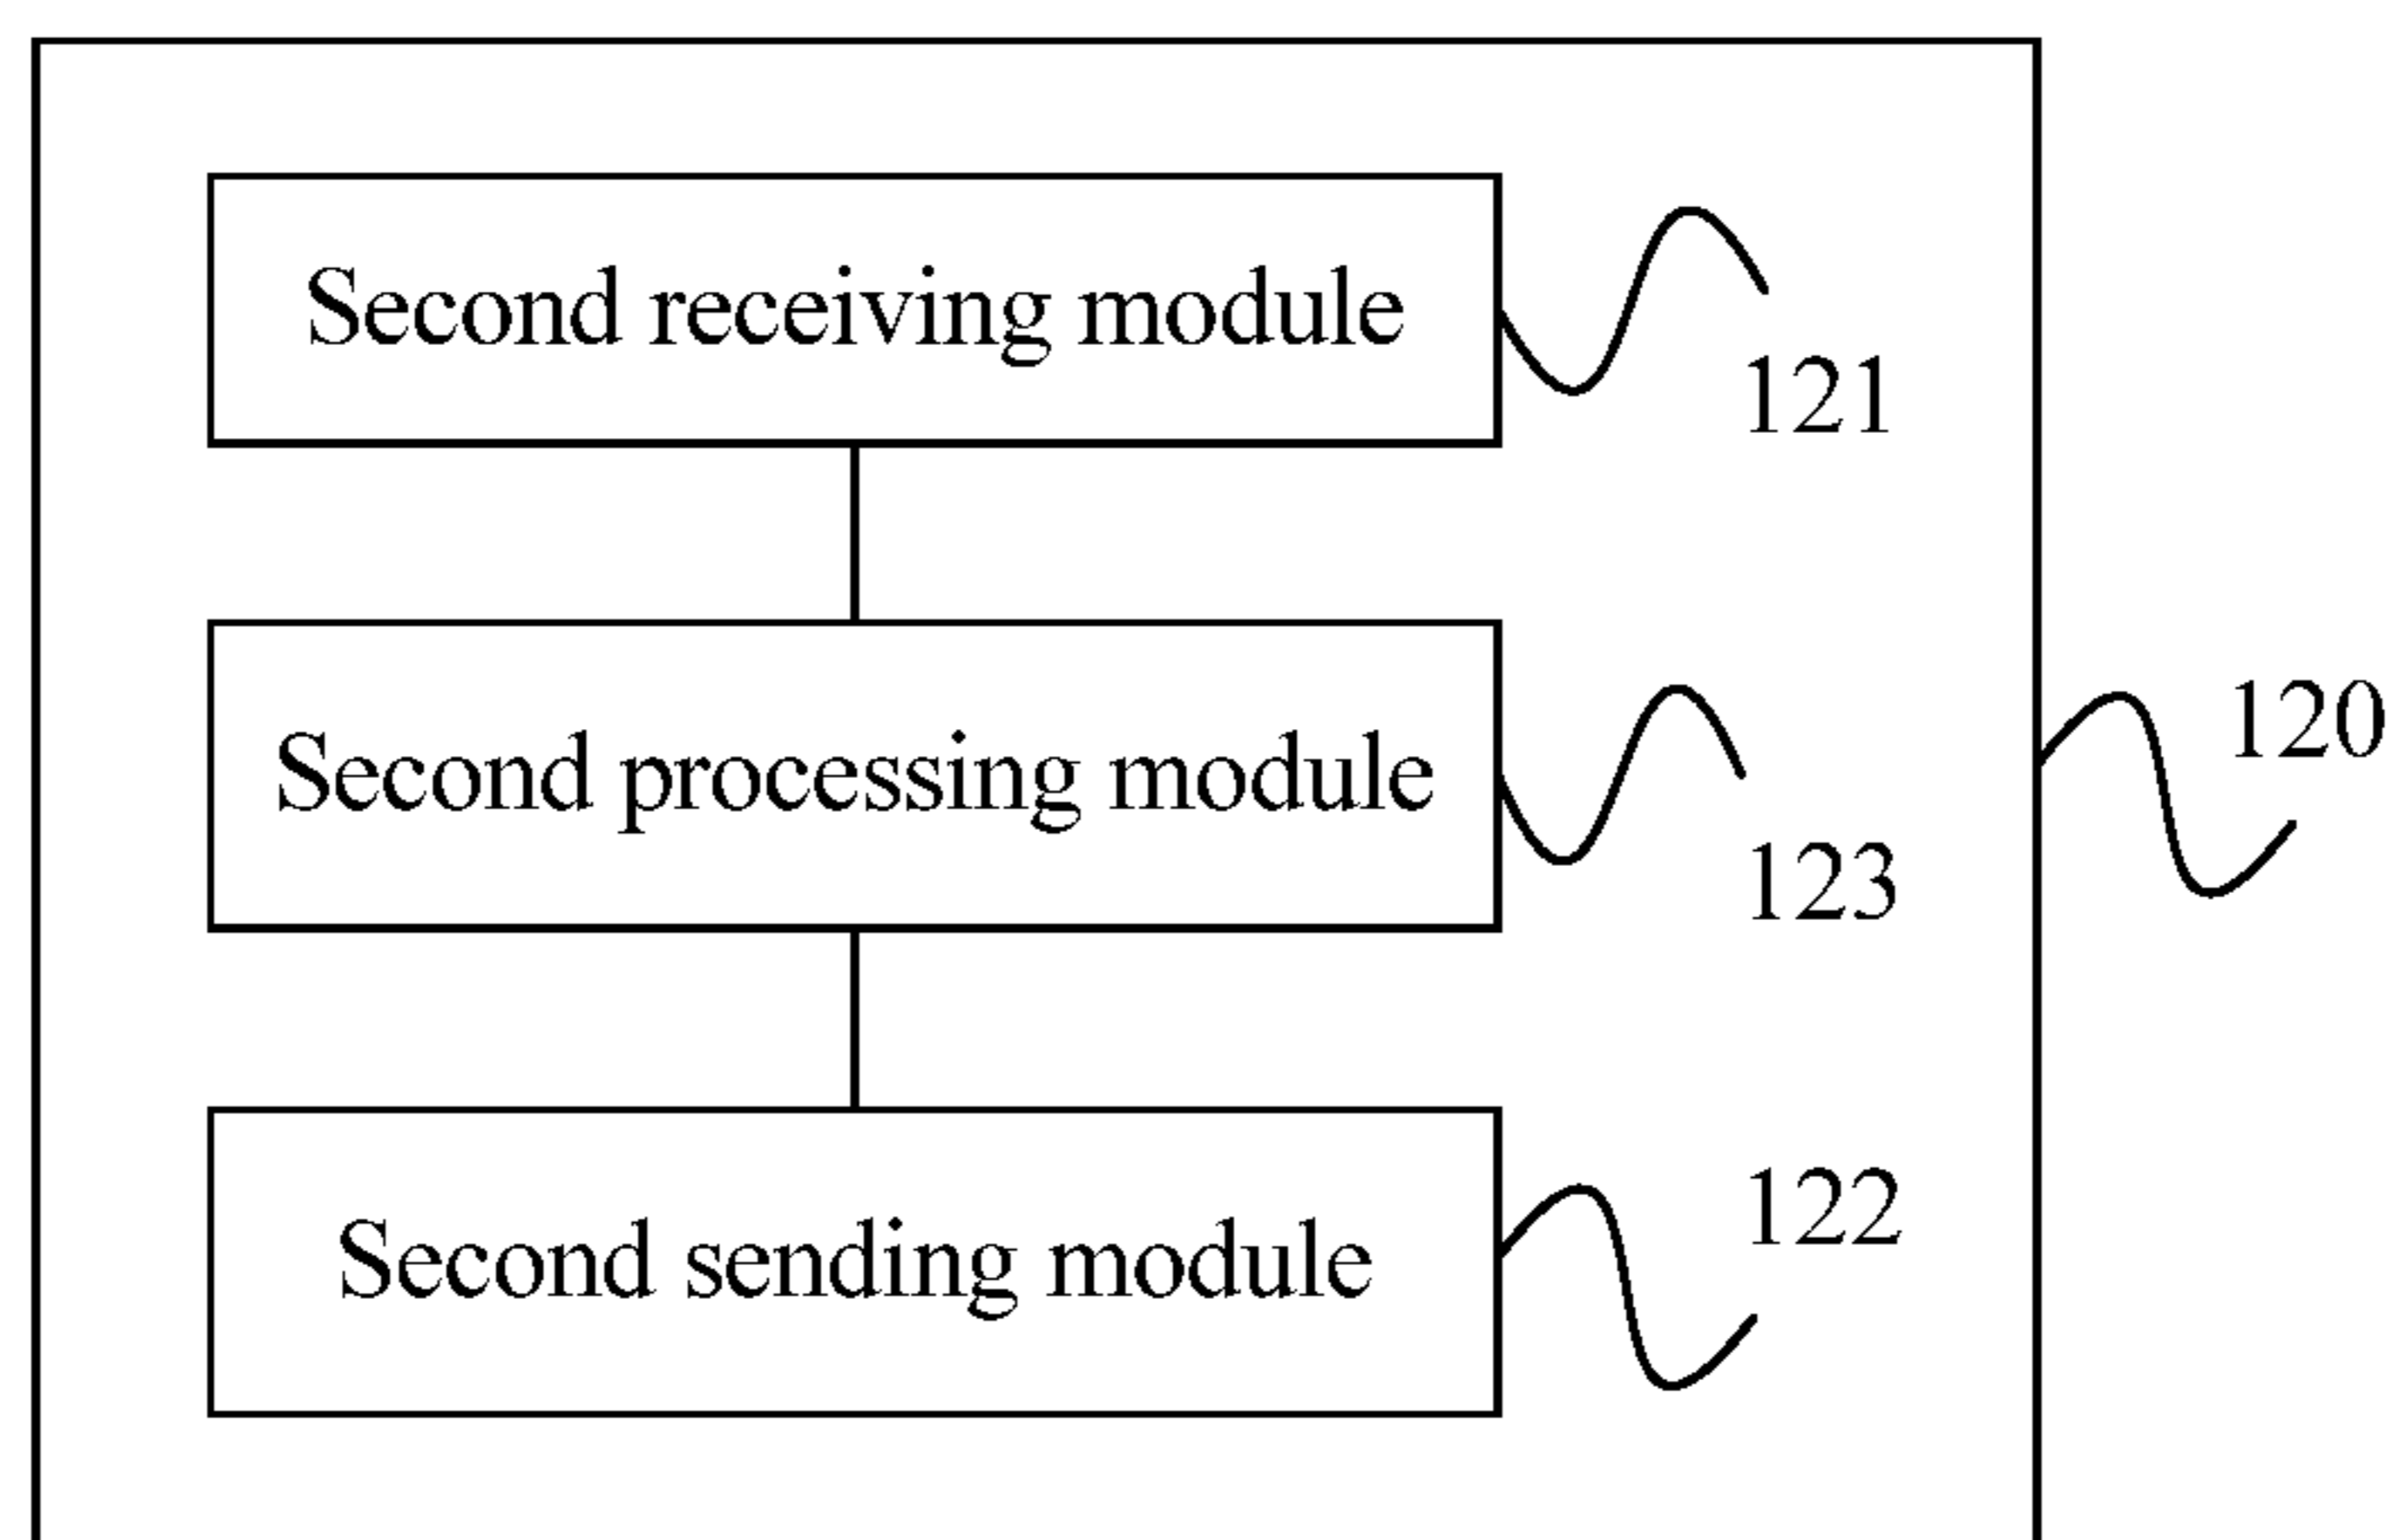 Second receiving module
121
Second processing module
120
123
Second sending module
122